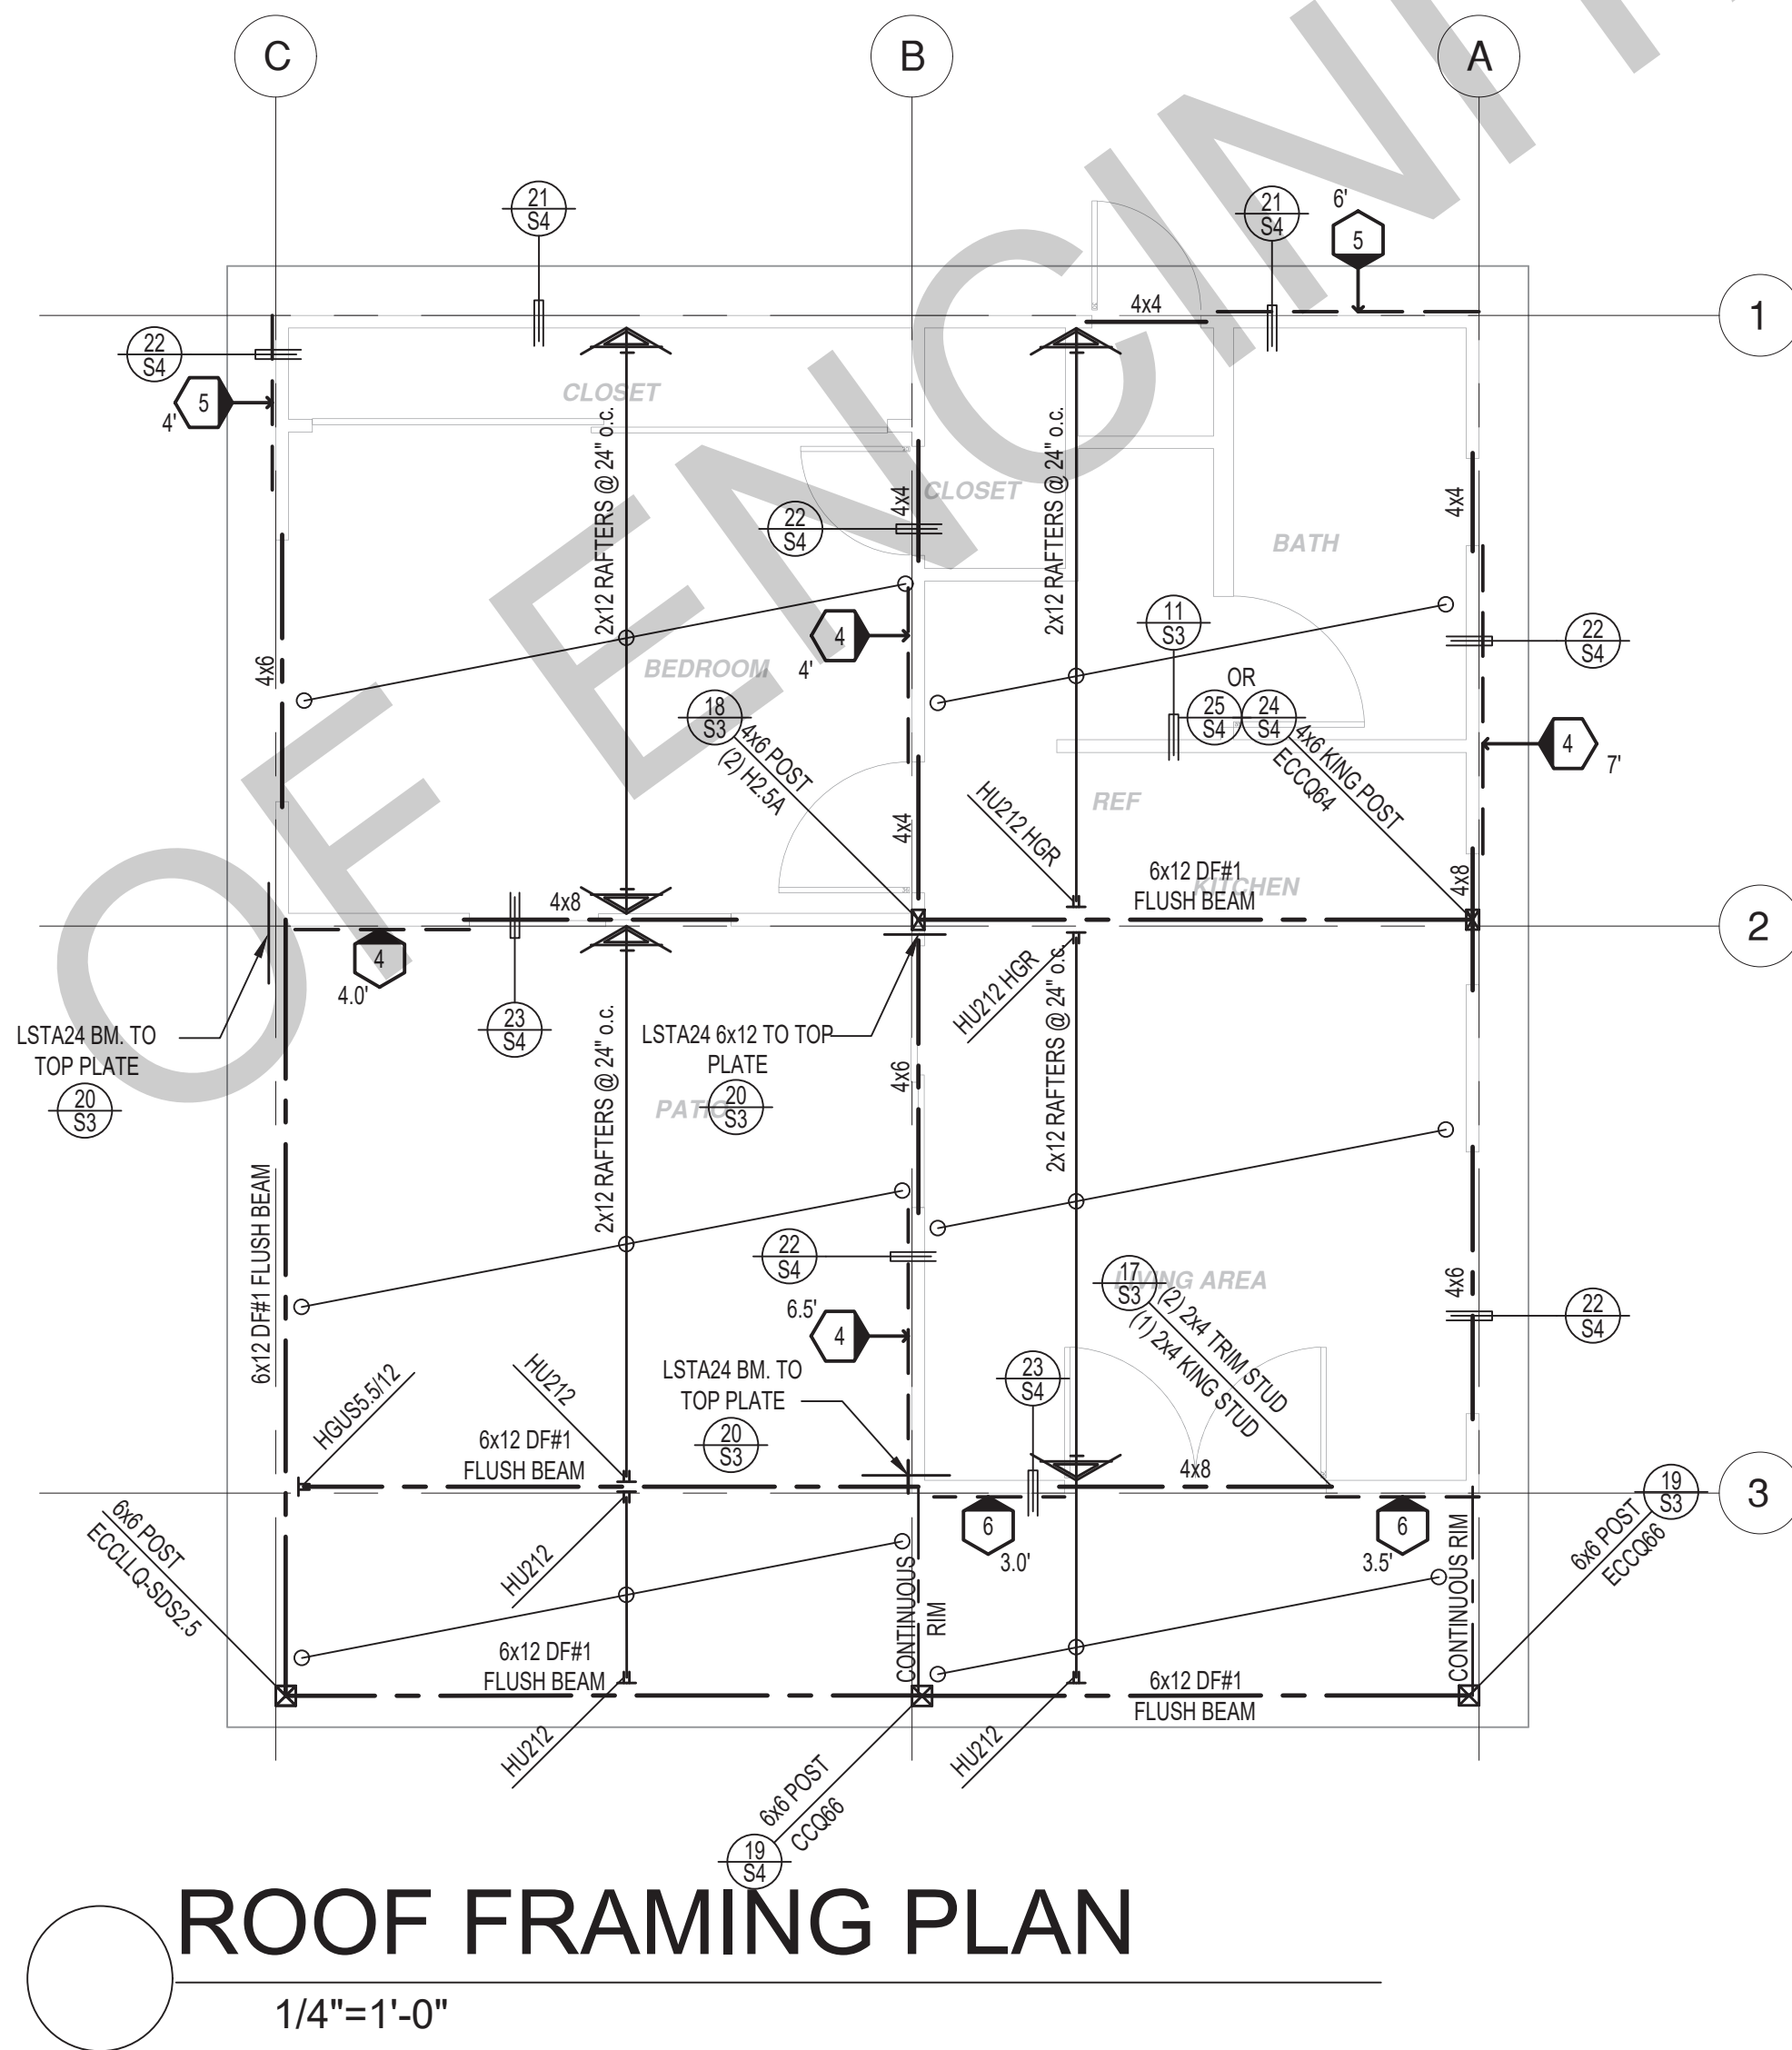 C
B
A
OF ENCINIT
21
S4
21
S4
6'
5
4x4
1
22
S4
5
4'
CLOSET
2x12 RAFTERS @ 24" o.c.
2x12 RAFTERS @ 24" o.c.
4x4
CLOSET
22
S4
4x4
BATH
4x6
BEDROOM
4
4'
11
S3
OR
25
S4
24
S4
22
S4
18
S3
4x6 POST
(2) H2.5A
4x6 KING POST
ECCQ64
4
7'
4x4
HU212 HGR
REF
6x12 DF#1
FLUSH BEAM
KITCHEN
4x8
4x8
2
4
4.0'
23
S4
HU212 HGR
LSTA24 BM. TO
TOP PLATE
20
S3
LSTA24 6x12 TO TOP
PLATE
20
S3
4x6
2x12 RAFTERS @ 24" o.c.
2x12 RAFTERS @ 24" o.c.
PATIO
6x12 DF#1 FLUSH BEAM
22
S4
6.5'
4
17
S3
LIVING AREA
(2) 2x4 TRIM STUD
(1) 2x4 KING STUD
4x6
22
S4
HGUS5.5/12
HU212
LSTA24 BM. TO
TOP PLATE
20
S3
23
S4
6x12 DF#1
FLUSH BEAM
4x8
3
19
S3
6x6 POST
ECCQ66
6x6 POST
ECCLLQ-SDS2.5
HU212
6
3.0'
6
3.5'
CONTINUOUS
RIM
CONTINUOUS RIM
6x12 DF#1
FLUSH BEAM
6x12 DF#1
FLUSH BEAM
HU212
HU212
6x6 POST
CCQ66
19
S4
ROOF FRAMING PLAN
1/4"=1'-0"